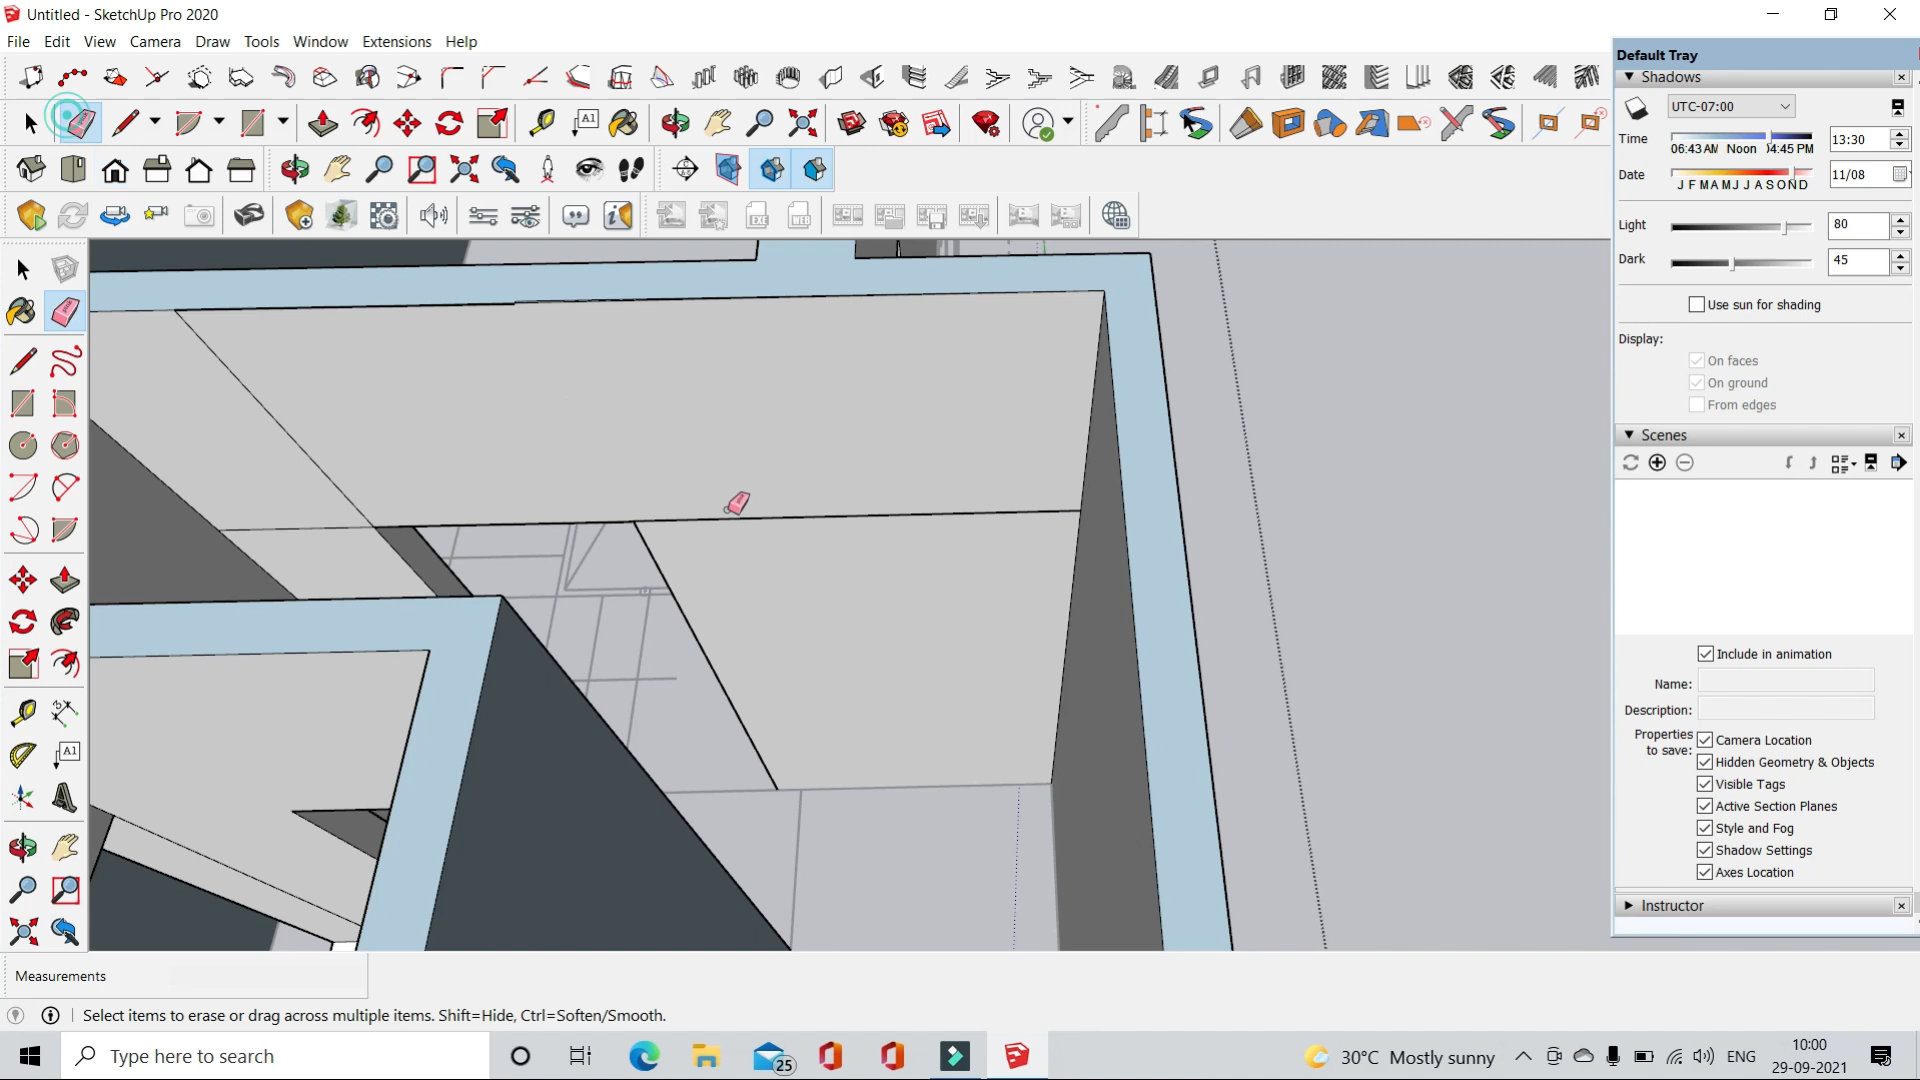 Untitled - SketchUp Pro 2020
File Edit View Camera Draw Tools Window Extensions Help
Default Tray
Shadows
UTC-07:00
Time
13:30
06:43 AM Noon 04:45 PM
Date
11/08
J F M A M J J A S O N D
Light
80
Dark
45
Use sun for shading
Display:
On faces
On ground
From edges
Scenes
Include in animation
Name:
Description:
Properties to save:
Camera Location
Hidden Geometry & Objects
Visible Tags
Active Section Planes
Style and Fog
Shadow Settings
Axes Location
Instructor
Measurements
Select items to erase or drag across multiple items. Shift=Hide, Ctrl=Soften/Smooth.
Type here to search
25
30°C Mostly sunny
ENG
10:00
29-09-2021